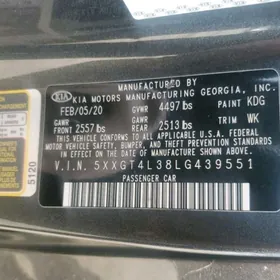 MANUFACTURED BY
KIA KIA MOTORS MANUFACTURING GEORGIA, INC.
FEB/05/20 GVWR 4497 lbs PAINT KDG
GAWR FRONT 2557 lbs GAWR REAR 2513 lbs TRIM WK
THIS VEHICLE CONFORMS TO ALL APPLICABLE
FEDERAL MOTOR VEHICLE SAFETY, BUMPER,
AND THEFT PREVENTION STANDARDS IN EFFECT ON
THE DATE OF MANUFACTURE SHOWN ABOVE.
V.I.N. 5XXGT4L38LG439551
PASSENGER CAR
5120